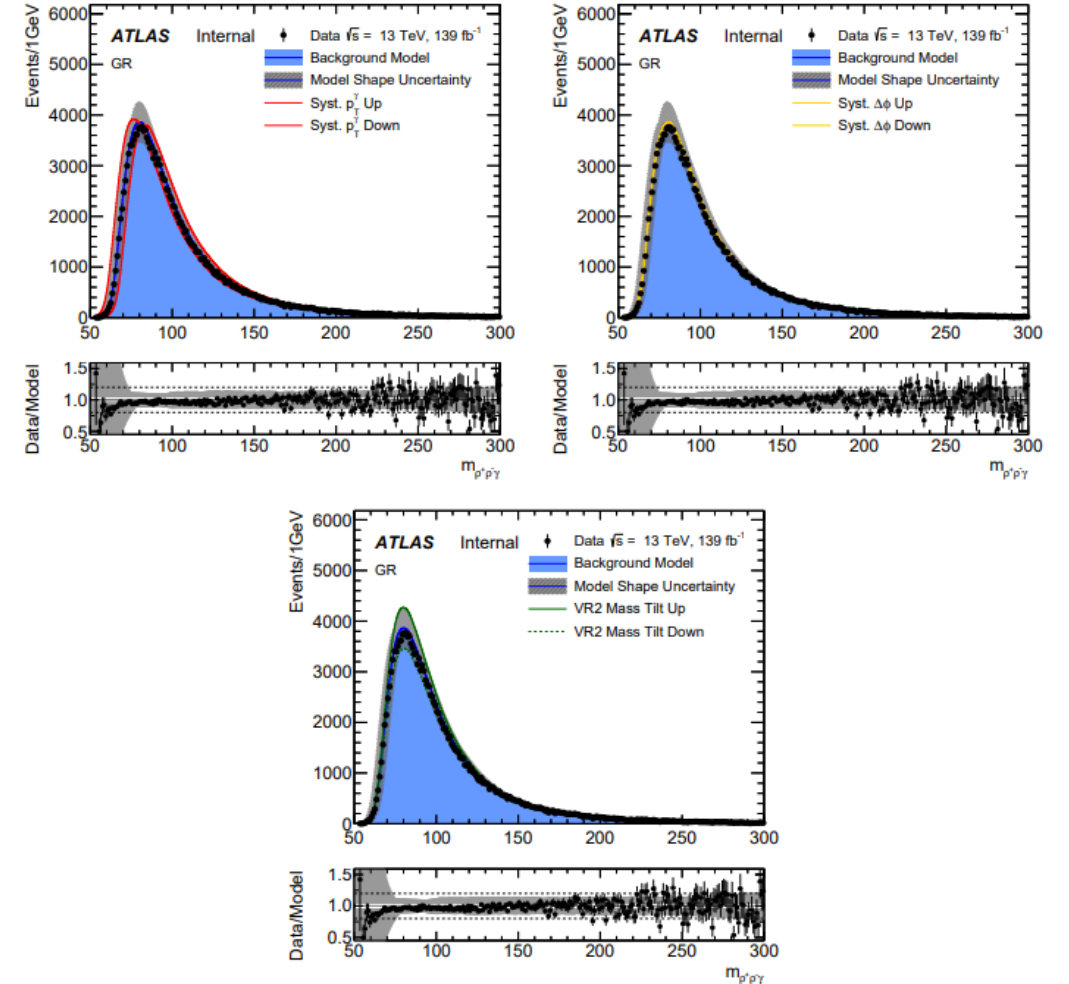 6000
5000
4000
3000
2000
1000
0
Events/1GeV
ATLAS Internal
GR
Data √s = 13 TeV, 139 fb⁻¹
Background Model
Model Shape Uncertainty
Syst. p_T^γ Up
Syst. p_T^γ Down
50 100 150 200 250 300
1.5
1.0
0.5
Data/Model
50 100 150 200 250 300
m_ρ⁺ρ⁻γ
6000
5000
4000
3000
2000
1000
0
Events/1GeV
ATLAS Internal
GR
Data √s = 13 TeV, 139 fb⁻¹
Background Model
Model Shape Uncertainty
Syst. Δϕ Up
Syst. Δϕ Down
50 100 150 200 250 300
1.5
1.0
0.5
Data/Model
50 100 150 200 250 300
m_ρ⁺ρ⁻γ
6000
5000
4000
3000
2000
1000
0
Events/1GeV
ATLAS Internal
GR
Data √s = 13 TeV, 139 fb⁻¹
Background Model
Model Shape Uncertainty
VR2 Mass Tilt Up
VR2 Mass Tilt Down
50 100 150 200 250 300
1.5
1.0
0.5
Data/Model
50 100 150 200 250 300
m_ρ⁺ρ⁻γ